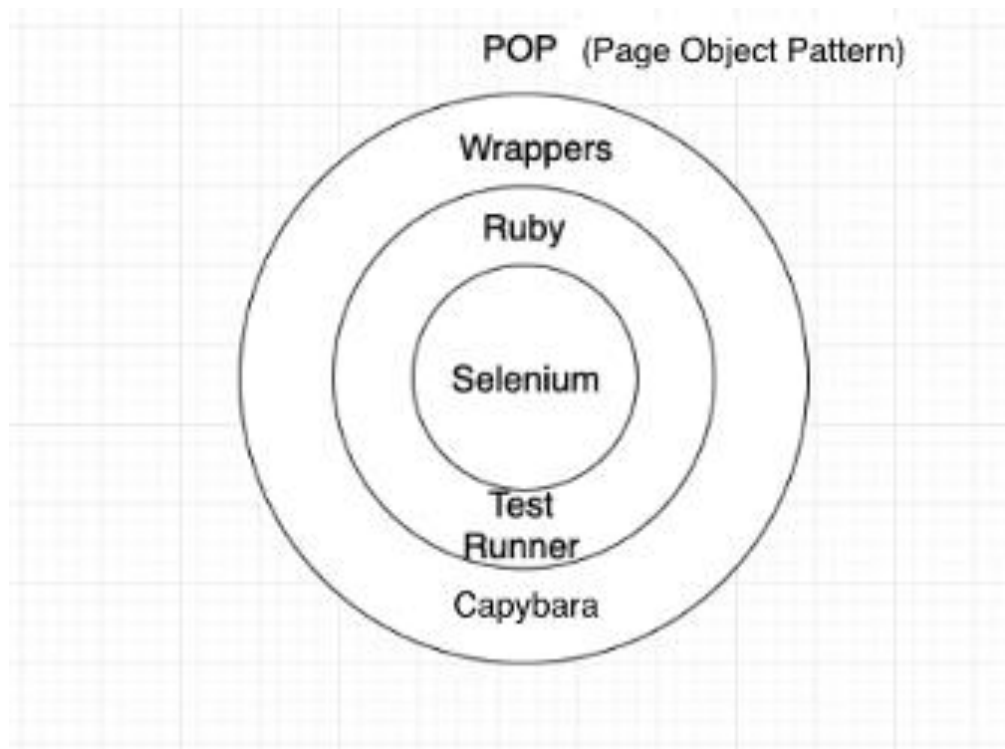 POP (Page Object Pattern)
Wrappers
Ruby
Selenium
Test
Runner
Capybara